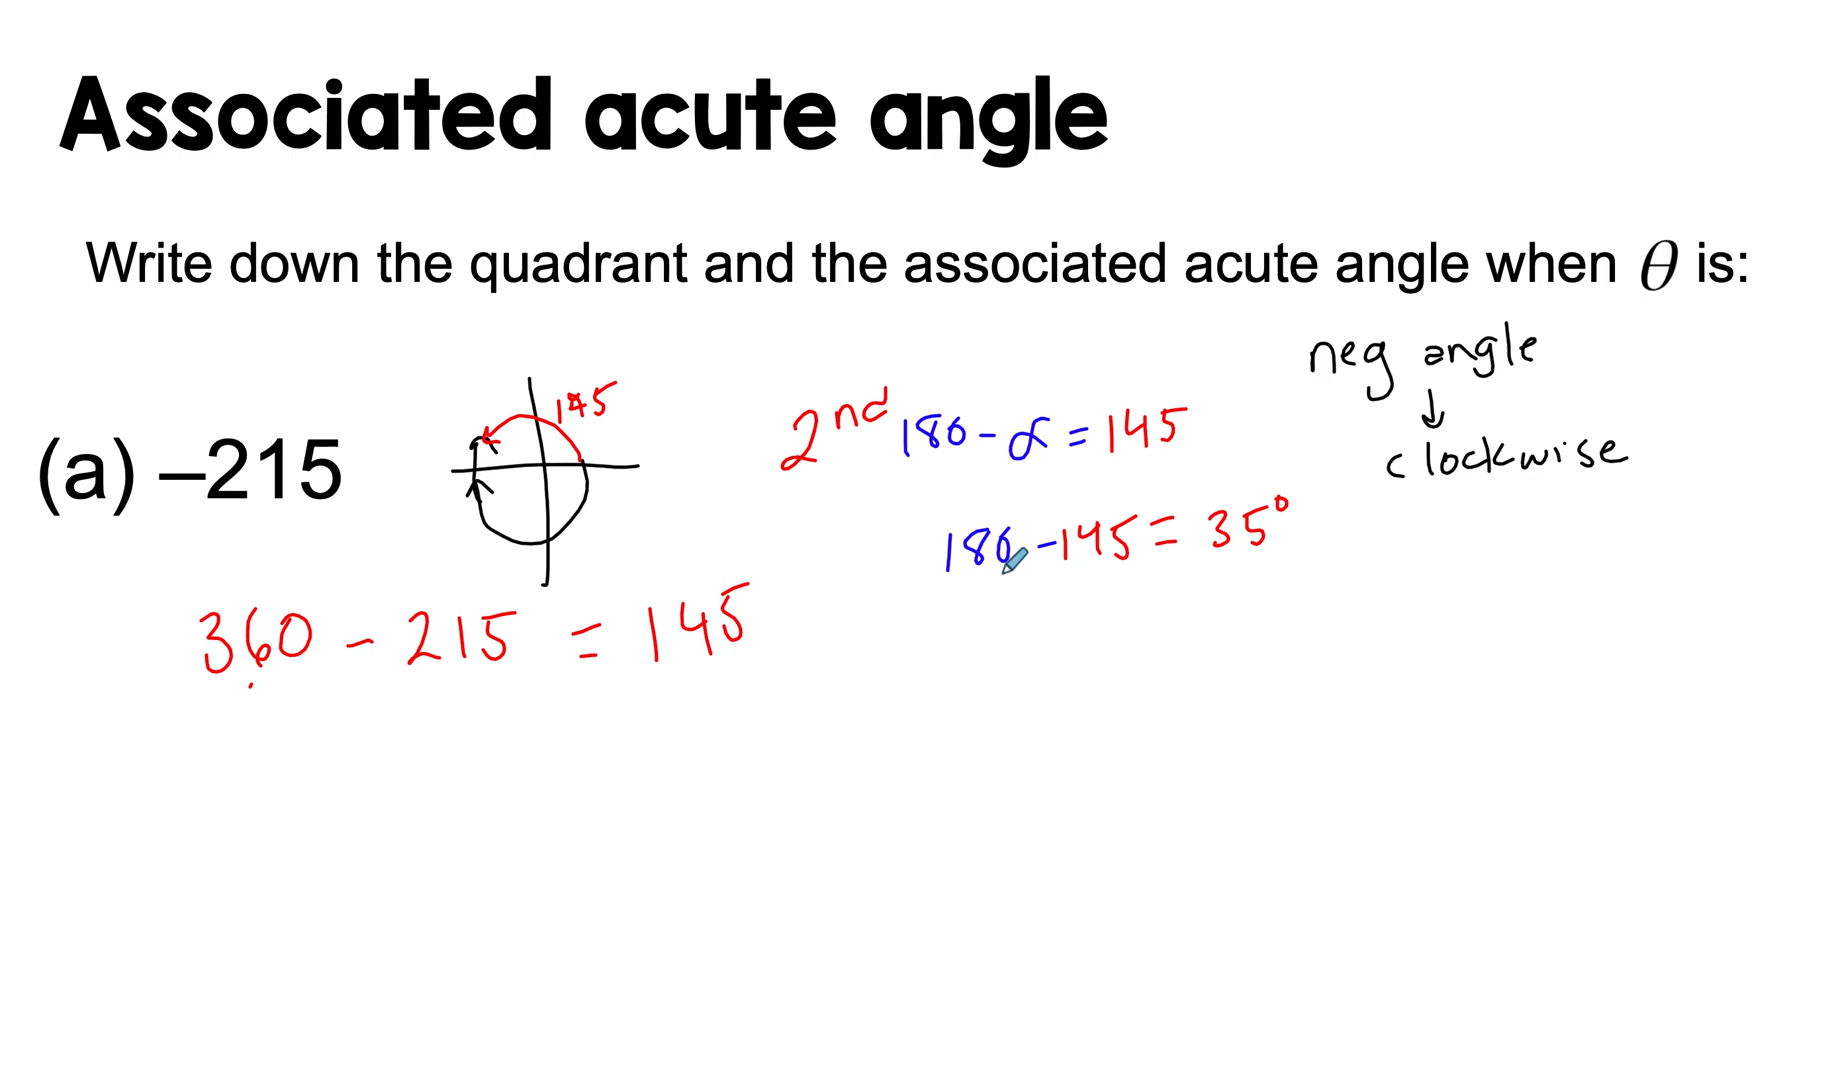 Associated acute angle
Write down the quadrant and the associated acute angle when θ is:
neg angle
↓
clockwise
(a) –215
145
2nd 180 - α = 145
180 - 145 = 35°
360 - 215 = 145